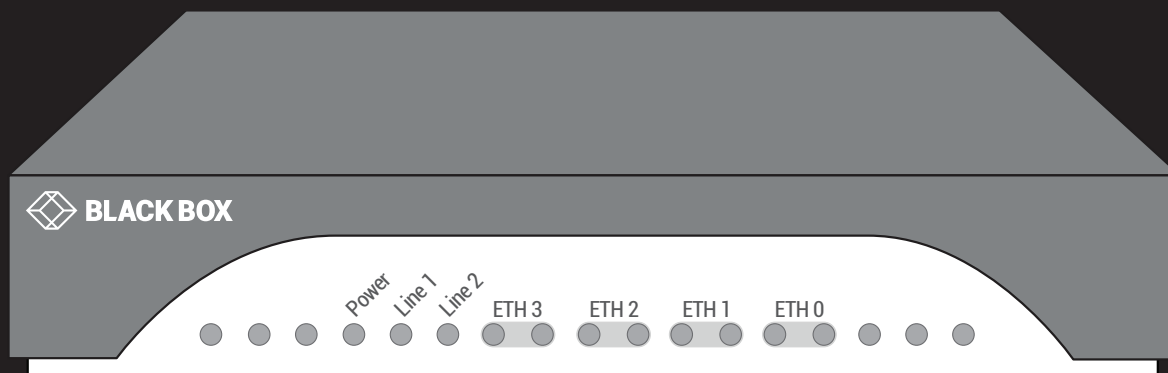 BLACK BOX
Power
Line 1
Line 2
ETH 3
ETH 2
ETH 1
ETH 0